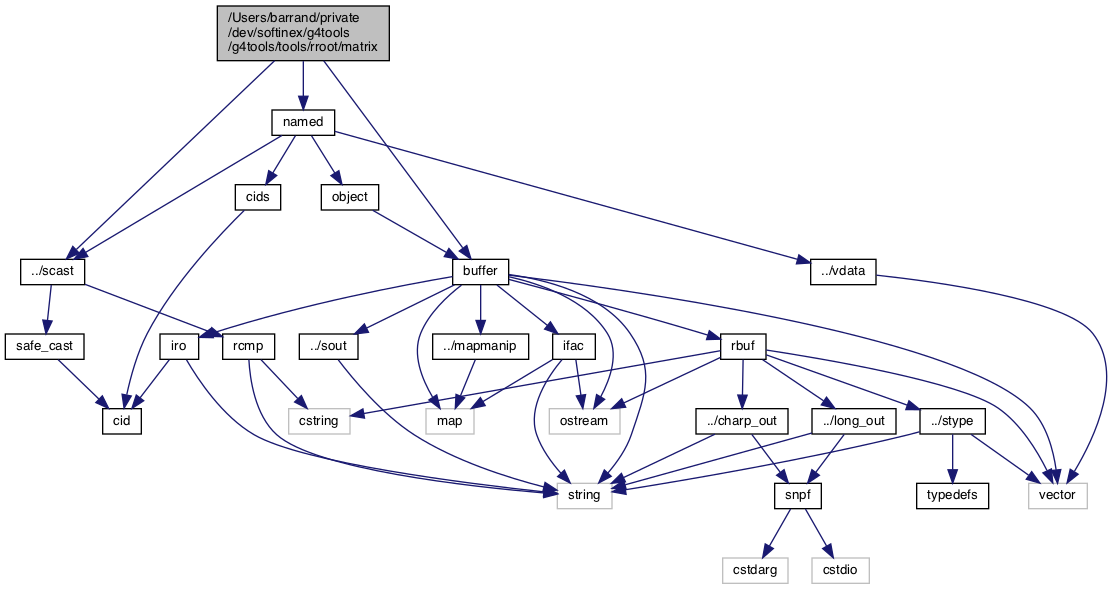 /Users/barrand/private
/dev/softinex/g4tools
/g4tools/tools/rroot/matrix
named
cids
object
../scast
buffer
../vdata
safe_cast
iro
rcmp
../sout
../mapmanip
ifac
rbuf
cid
cstring
map
ostream
../charp_out
../long_out
../stype
string
snpf
typedefs
vector
cstdarg
cstdio